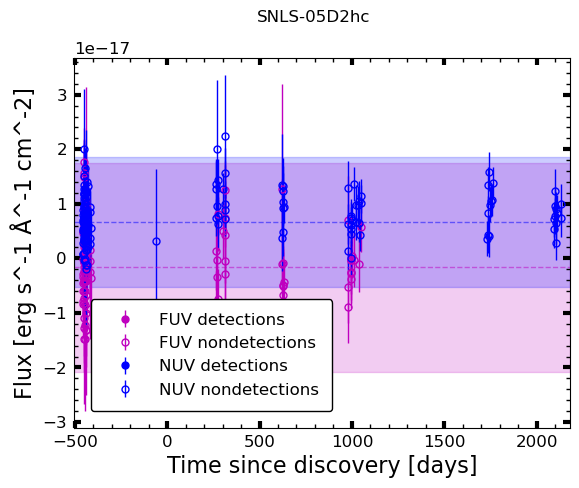 SNLS-05D2hc
1e−17
3
2
1
0
−1
−2
−3
Flux [erg s^-1 Å^-1 cm^-2]
FUV detections
FUV nondetections
NUV detections
NUV nondetections
−500 0 500 1000 1500 2000
Time since discovery [days]